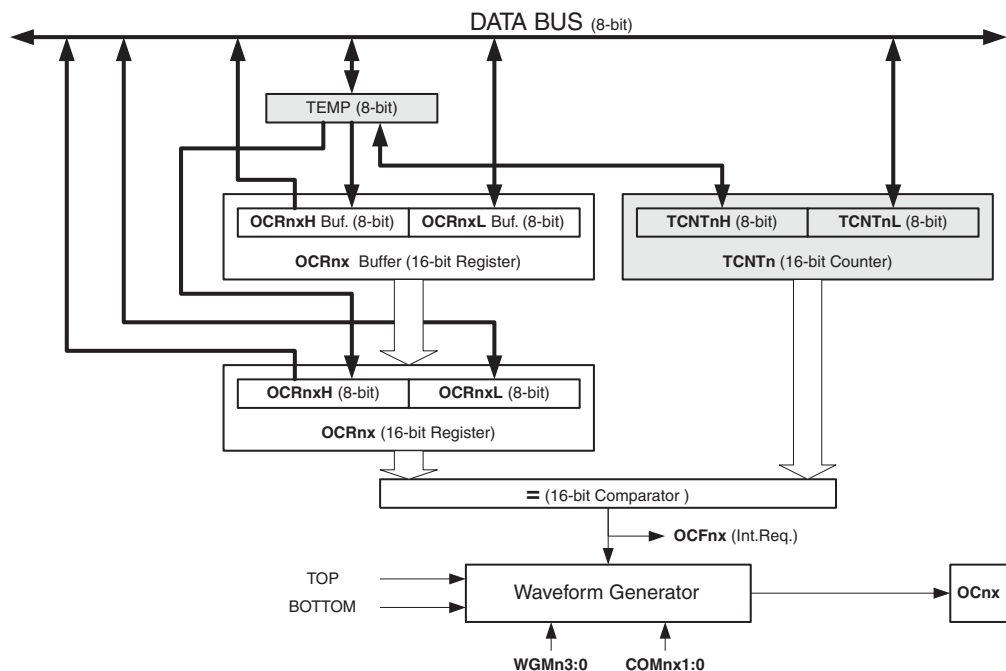 DATA BUS (8-bit)
TEMP (8-bit)
OCRnxH Buf. (8-bit) OCRnxL Buf. (8-bit)
OCRnx Buffer (16-bit Register)
TCNTnH (8-bit) TCNTnL (8-bit)
TCNTn (16-bit Counter)
OCRnxH (8-bit) OCRnxL (8-bit)
OCRnx (16-bit Register)
= (16-bit Comparator )
OCFnx (Int.Req.)
TOP
BOTTOM
Waveform Generator
OCnx
WGMn3:0 COMnx1:0